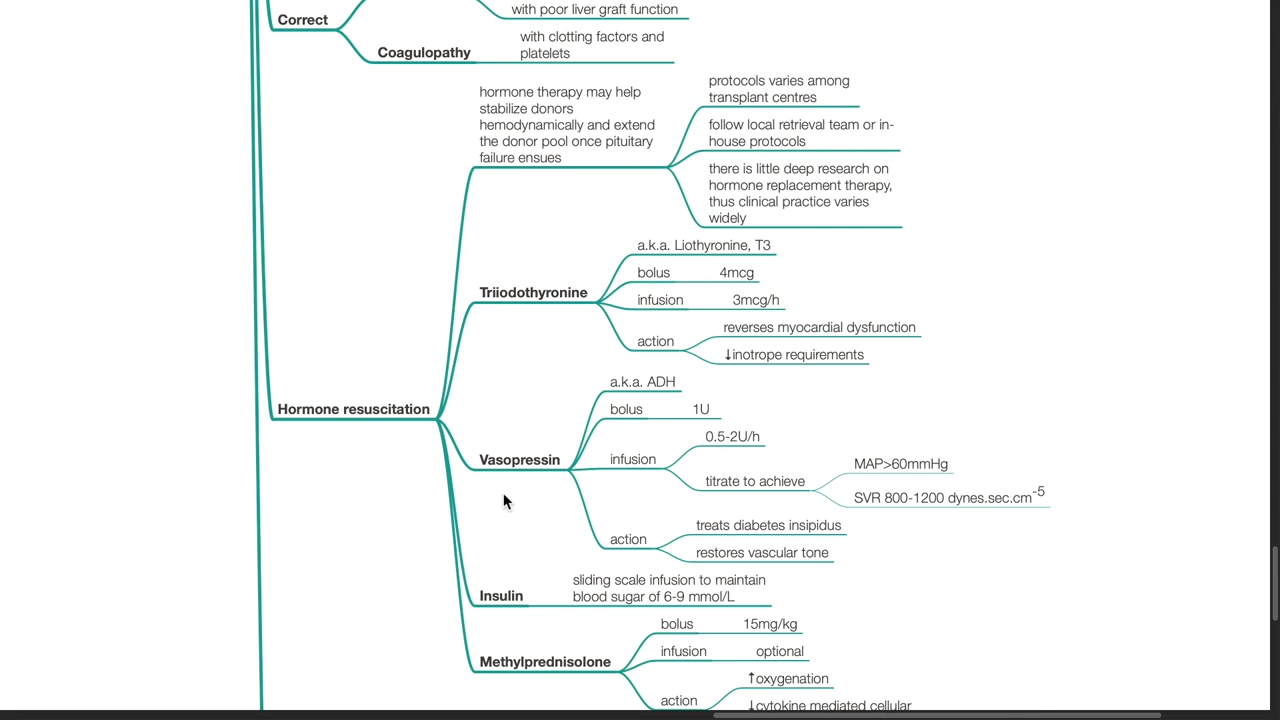 with poor liver graft function
Correct
Coagulopathy
with clotting factors and
platelets
hormone therapy may help
stabilize donors
hemodynamically and extend
the donor pool once pituitary
failure ensues
protocols varies among
transplant centres
follow local retrieval team or in-
house protocols
there is little deep research on
hormone replacement therapy,
thus clinical practice varies
widely
Hormone resuscitation
Triiodothyronine
a.k.a. Liothyronine, T3
bolus 4mcg
infusion 3mcg/h
action
reverses myocardial dysfunction
↓inotrope requirements
Vasopressin
a.k.a. ADH
bolus 1U
infusion
0.5-2U/h
titrate to achieve
MAP>60mmHg
SVR 800-1200 dynes.sec.cm-5
action
treats diabetes insipidus
restores vascular tone
Insulin
sliding scale infusion to maintain
blood sugar of 6-9 mmol/L
Methylprednisolone
bolus 15mg/kg
infusion optional
action
↑oxygenation
↓cytokine mediated cellular